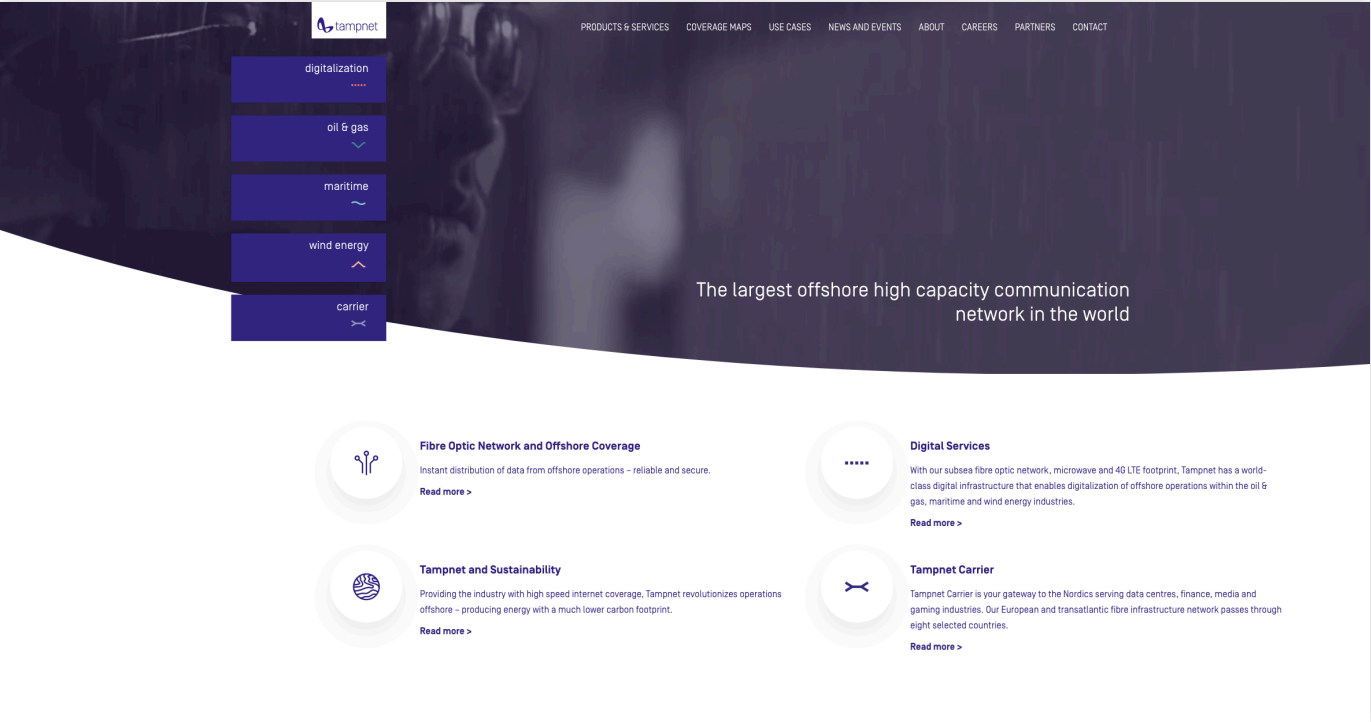 tampnet
PRODUCTS & SERVICES COVERAGE MAPS USE CASES NEWS AND EVENTS ABOUT CAREERS PARTNERS CONTACT
digitalization
oil & gas
maritime
wind energy
carrier
The largest offshore high capacity communication
network in the world
Fibre Optic Network and Offshore Coverage
Instant distribution of data from offshore operations – reliable and secure.
Read more >
Digital Services
With our subsea fibre optic network, microwave and 4G LTE footprint, Tampnet has a world-
class digital infrastructure that enables digitalization of offshore operations within the oil &
gas, maritime and wind energy industries.
Read more >
Tampnet and Sustainability
Providing the industry with high speed internet coverage, Tampnet revolutionizes operations
offshore – producing energy with a much lower carbon footprint.
Read more >
Tampnet Carrier
Tampnet Carrier is your gateway to the Nordics serving data centres, finance, media and
gaming industries. Our European and transatlantic fibre infrastructure network passes through
eight selected countries.
Read more >